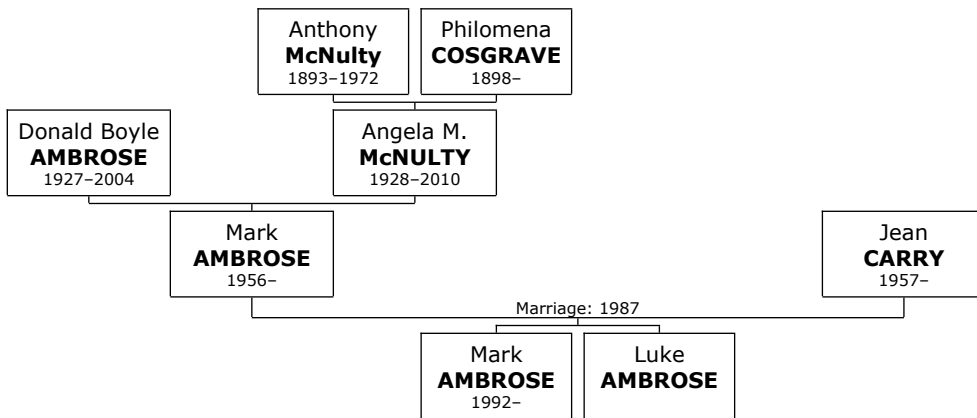 Anthony
McNulty
1893–1972
Philomena
COSGRAVE
1898–
Donald Boyle
AMBROSE
1927–2004
Angela M.
McNULTY
1928–2010
Mark
AMBROSE
1956–
Jean
CARRY
1957–
Marriage: 1987
Mark
AMBROSE
1992–
Luke
AMBROSE